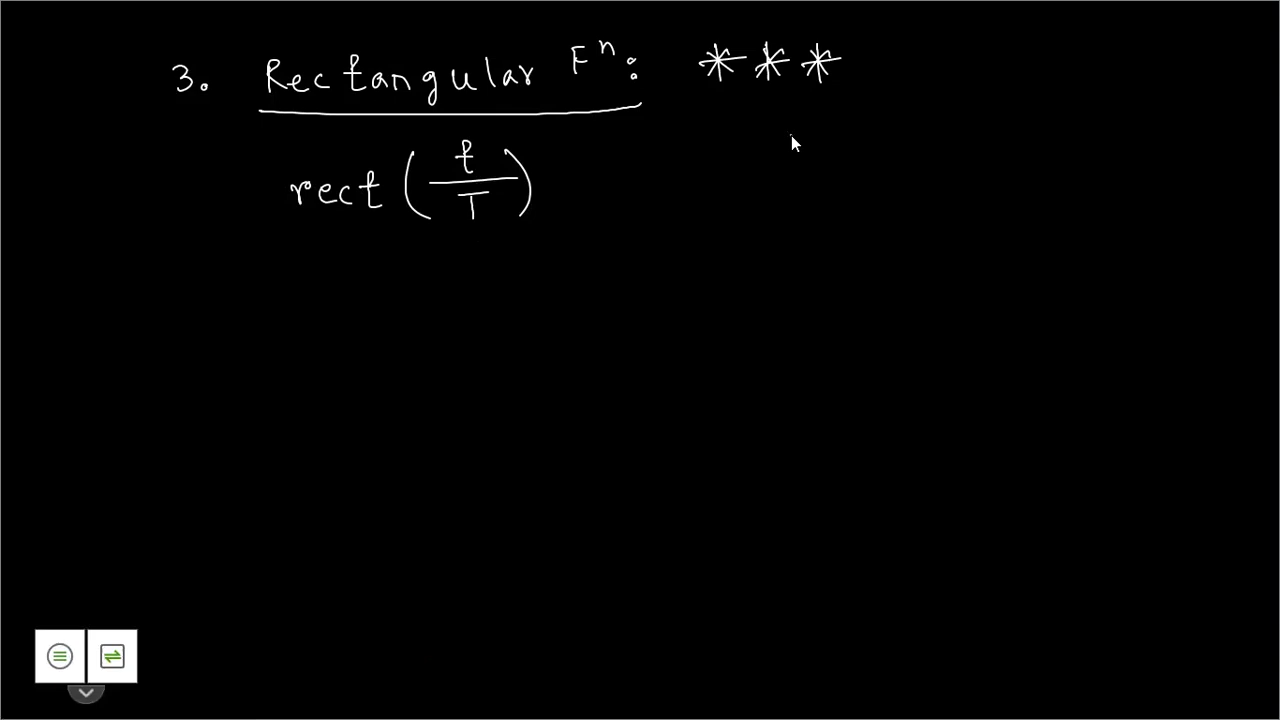 3. Rectangular Fⁿ: ***
rect (t/T)